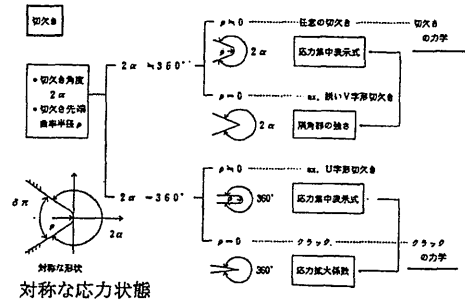 切欠き
ρ≒0 任意の切欠き 切欠き
の力学
2α 応力集中表示式
2α ≒360°
• 切欠き角度
2α
• 切欠き先端
曲率半径ρ
ρ=0 ex. 鋭いV字形切欠き
2α 隅角部の強さ
ρ≒0 ex. U字形切欠き
δπ
2α =360°
ρ 360° 応力集中表示式
ρ
2α
ρ=0 クラック クラック
の力学
360° 応力拡大係数
対称な形状
対称な応力状態